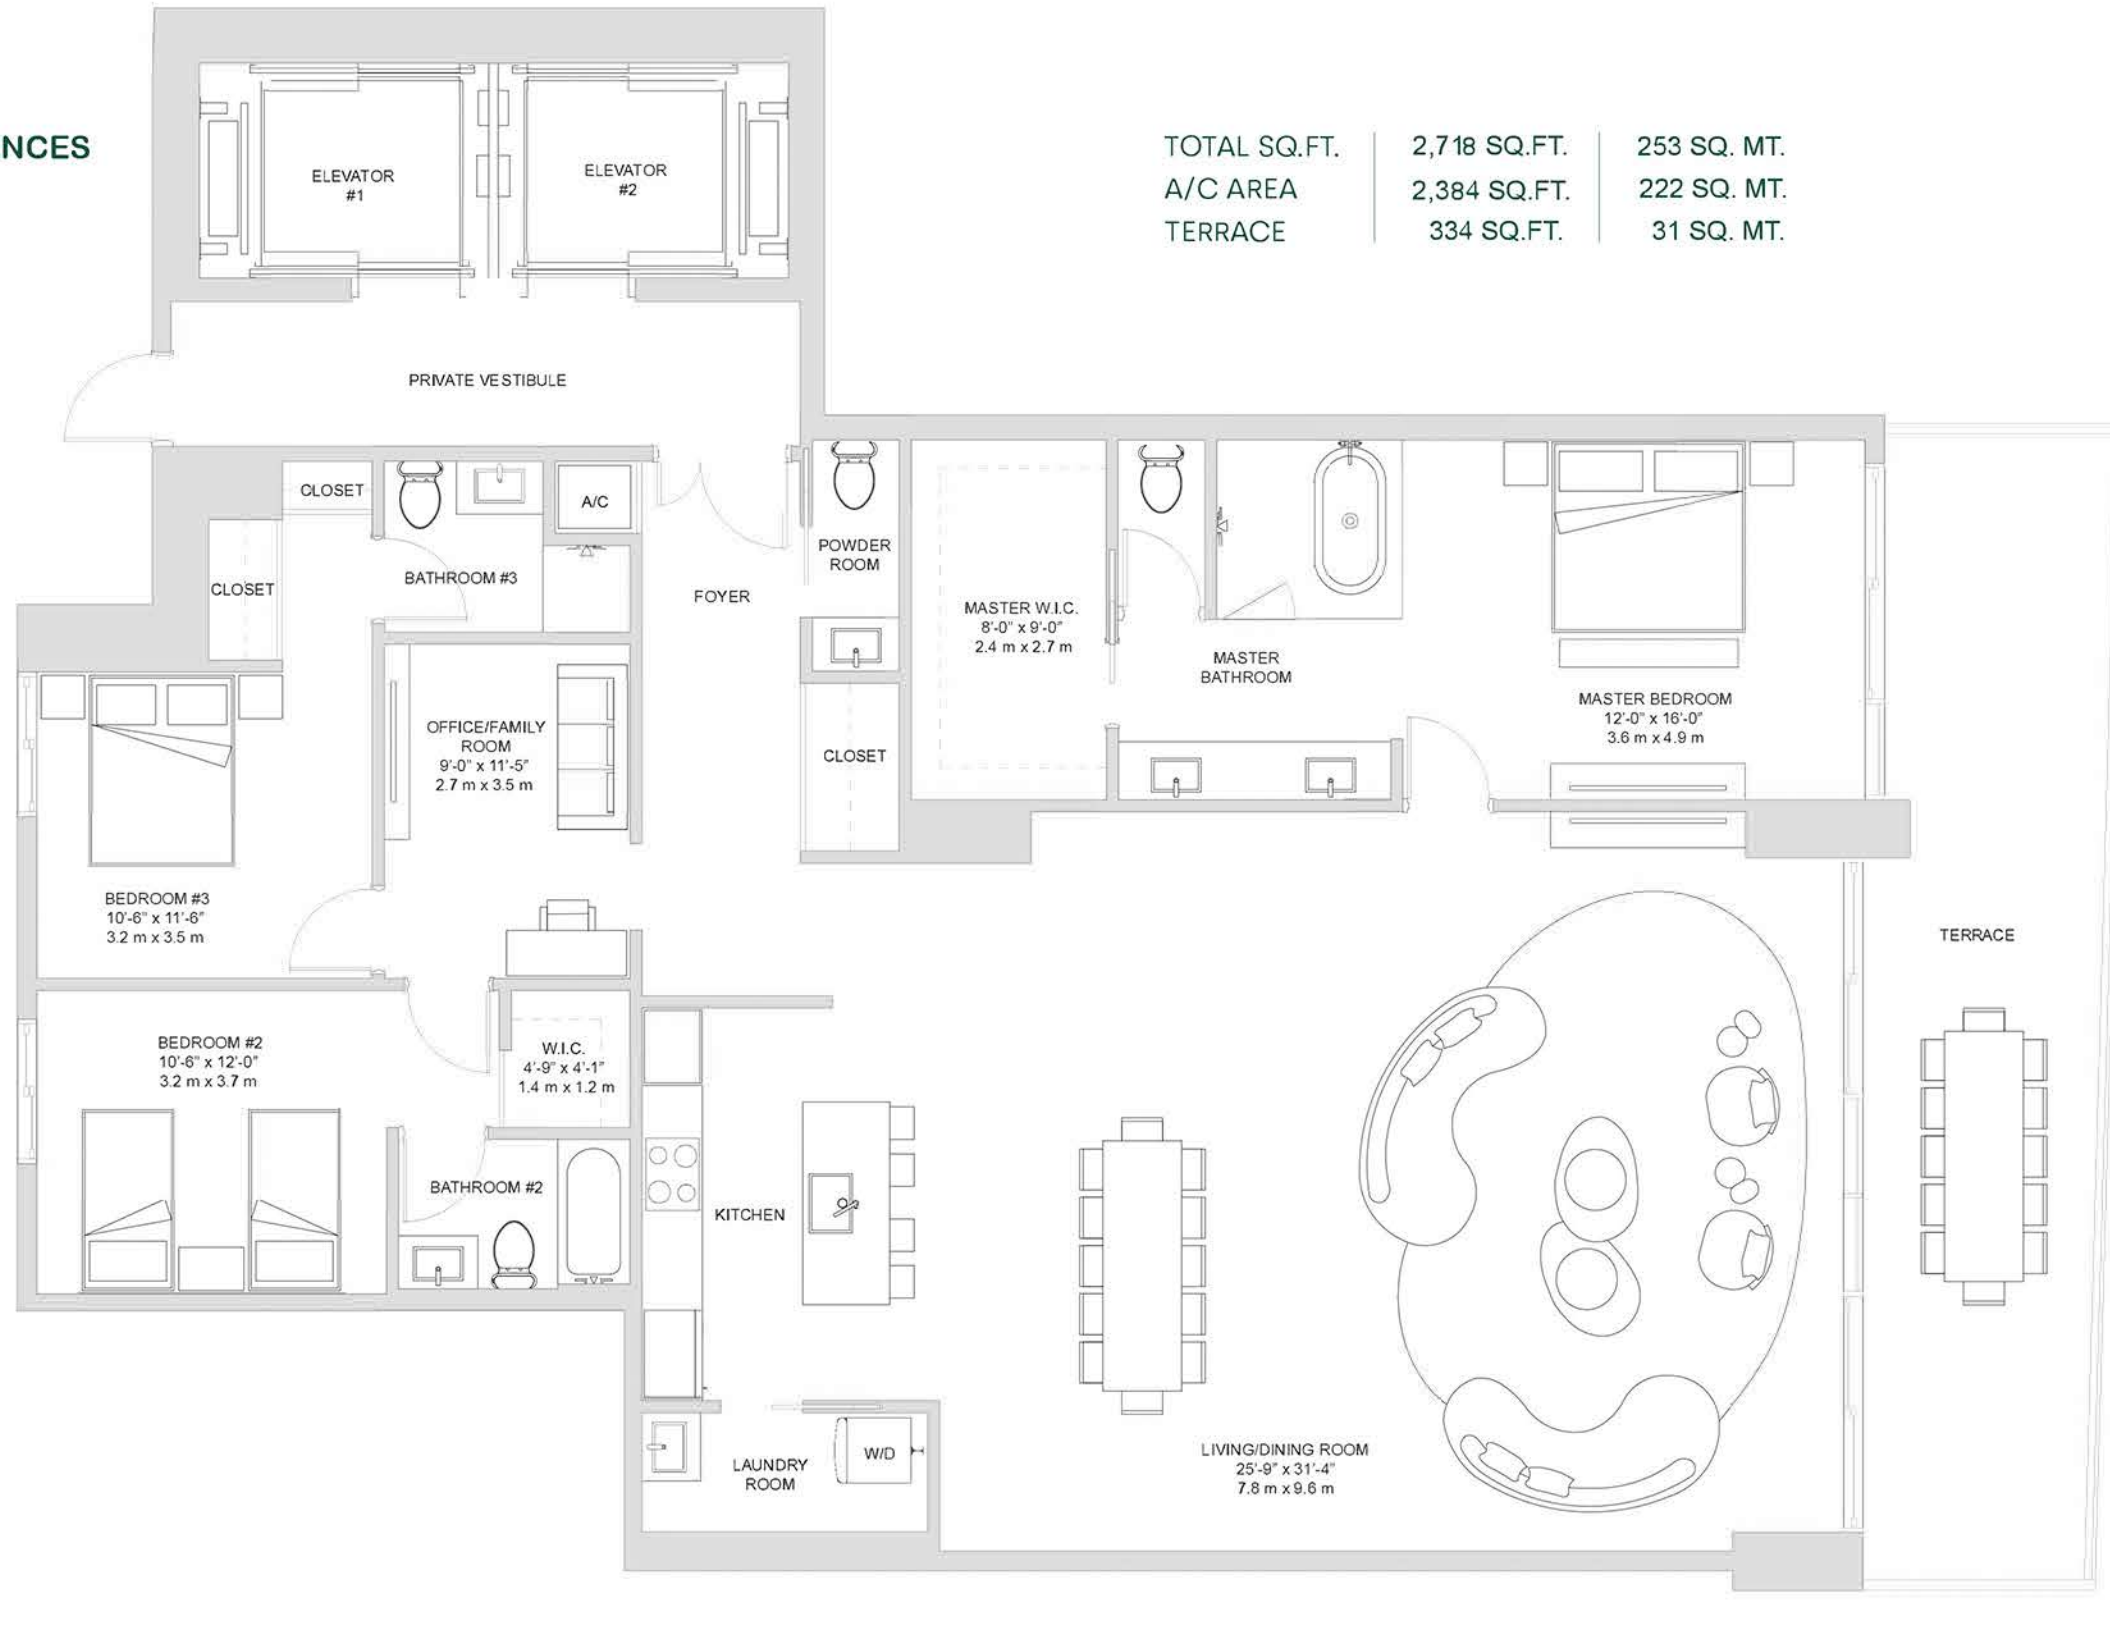 NCES
TOTAL SQ.FT. 2,718 SQ.FT. 253 SQ. MT.
A/C AREA 2,384 SQ.FT. 222 SQ. MT.
TERRACE 334 SQ.FT. 31 SQ. MT.
ELEVATOR
#1
ELEVATOR
#2
PRIVATE VESTIBULE
CLOSET
A/C
CLOSET
BATHROOM #3
FOYER
POWDER
ROOM
MASTER W.I.C.
8'-0" x 9'-0"
2.4 m x 2.7 m
MASTER
BATHROOM
MASTER BEDROOM
12'-0" x 16'-0"
3.6 m x 4.9 m
OFFICE/FAMILY
ROOM
9'-0" x 11'-5"
2.7 m x 3.5 m
CLOSET
BEDROOM #3
10'-6" x 11'-6"
3.2 m x 3.5 m
TERRACE
BEDROOM #2
10'-6" x 12'-0"
3.2 m x 3.7 m
W.I.C.
4'-9" x 4'-1"
1.4 m x 1.2 m
BATHROOM #2
KITCHEN
LAUNDRY
ROOM
W/D
LIVING/DINING ROOM
25'-9" x 31'-4"
7.8 m x 9.6 m